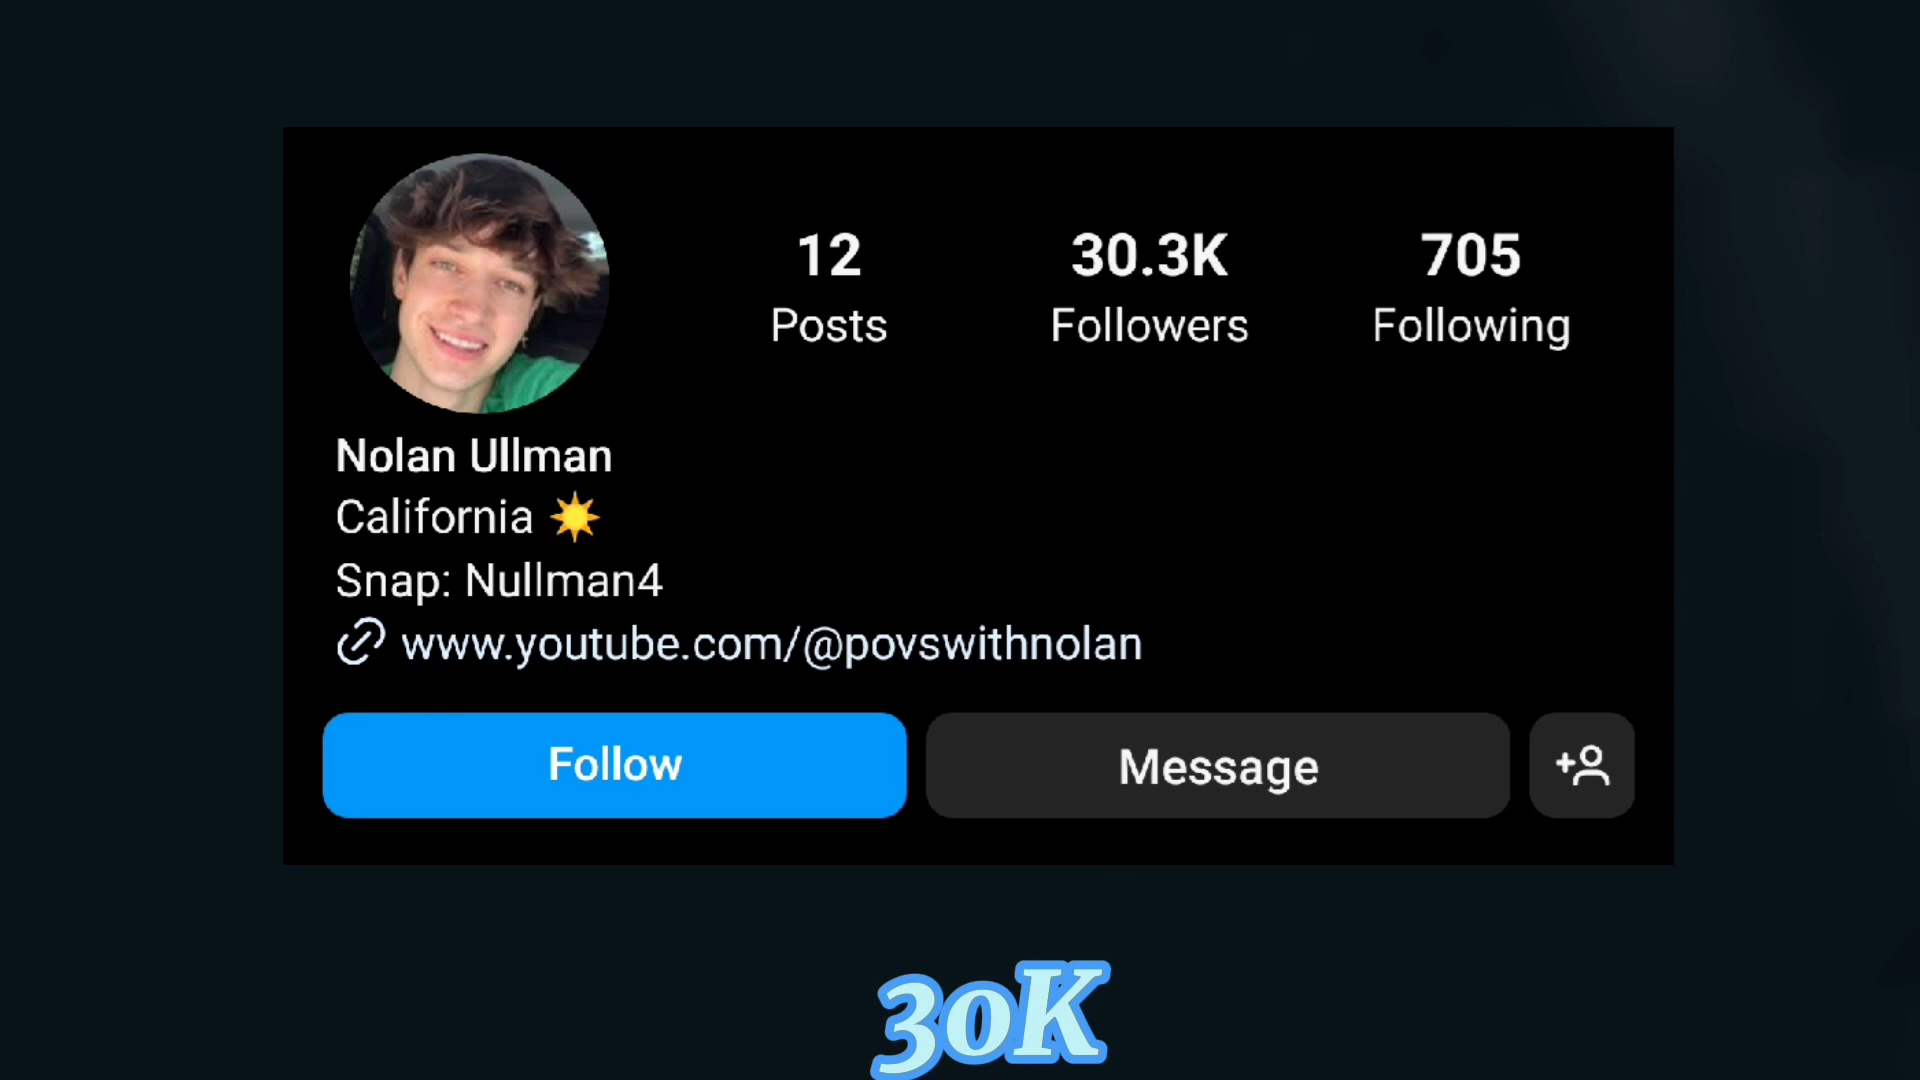 12 30.3K 705
Posts Followers Following
Nolan Ullman
California ☀️
Snap: Nullman4
www.youtube.com/@povswithnolan
Follow Message
30K